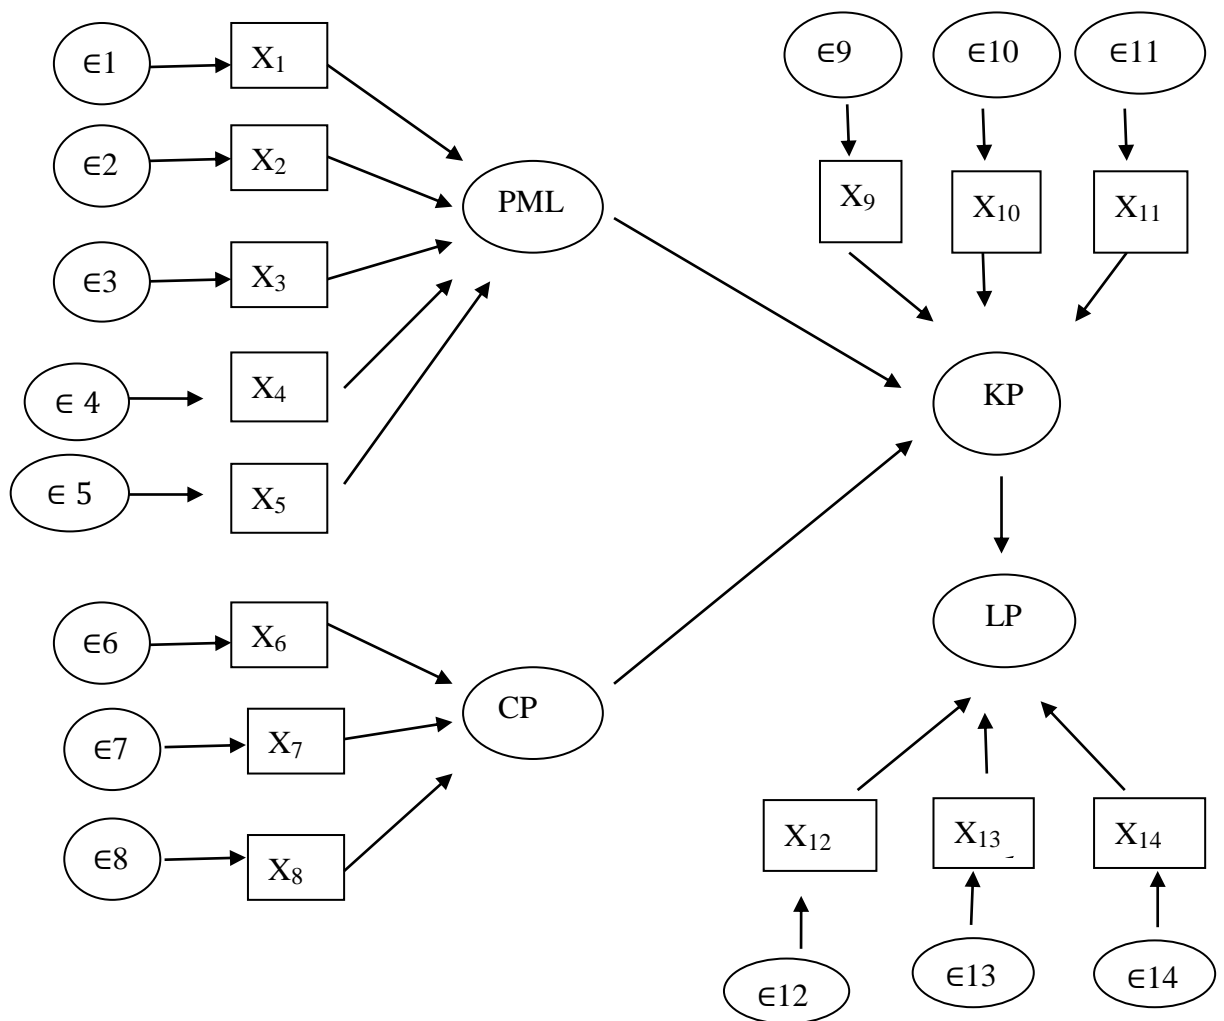 ∈1 X₁
∈2 X₂
∈3 X₃
∈ 4 X₄
∈ 5 X₅
PML
∈6 X₆
∈7 X₇
∈8 X₈
CP
∈9 ∈10 ∈11
X₉ X₁₀ X₁₁
KP
LP
X₁₂ X₁₃ X₁₄
∈12 ∈13 ∈14